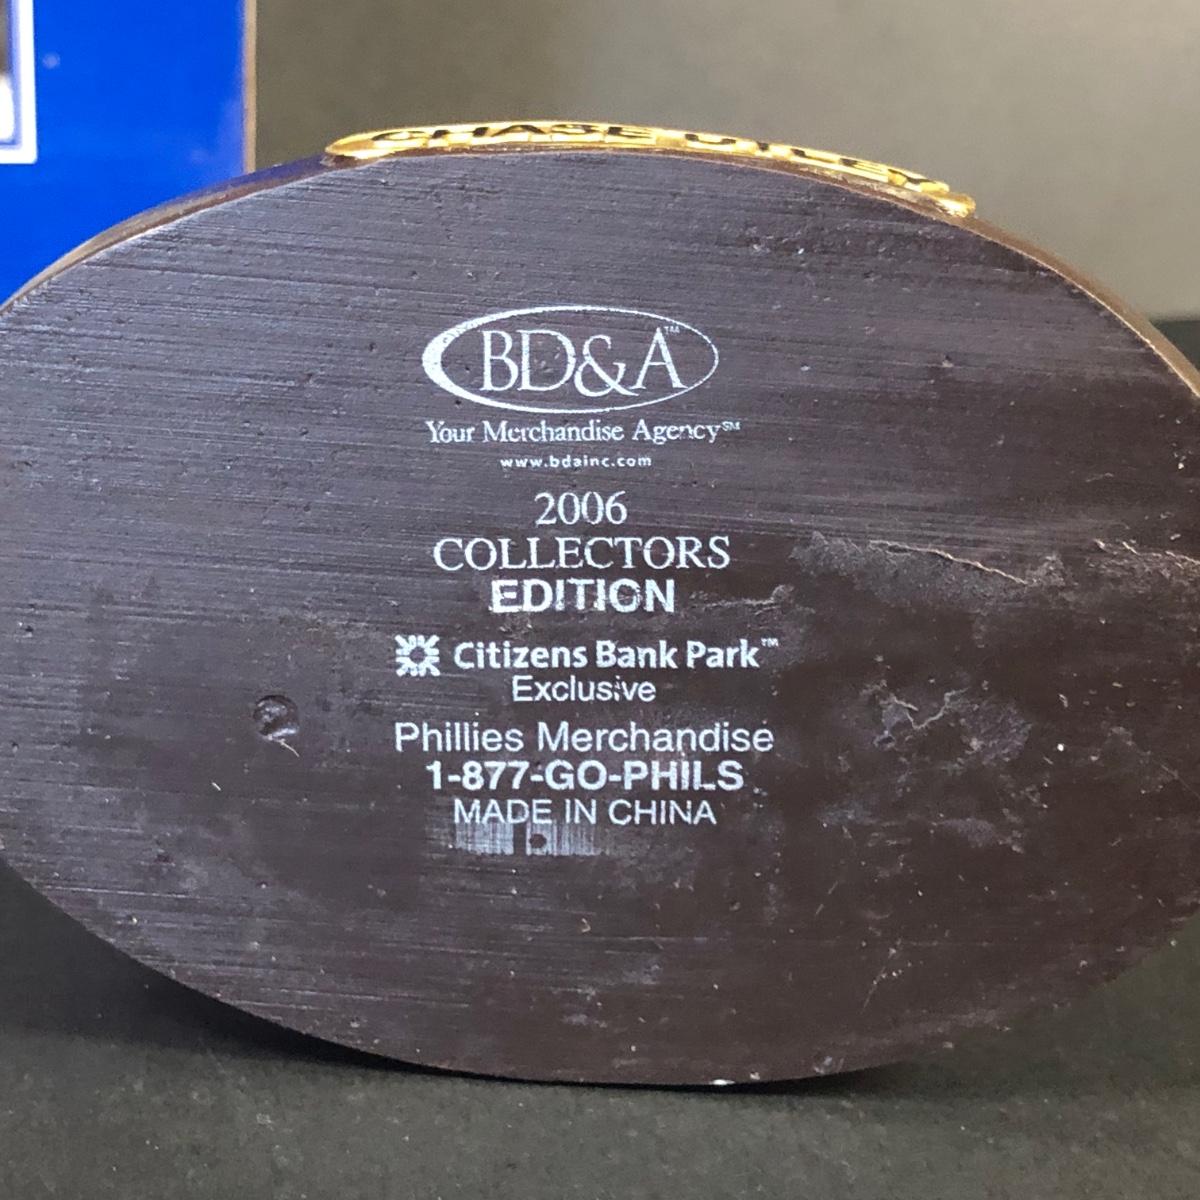 CHASE UTLEY
BD&A™
Your Merchandise Agency℠
www.bdainc.com
2006
COLLECTORS
EDITION
Citizens Bank Park™
Exclusive
Phillies Merchandise
1-877-GO-PHILS
MADE IN CHINA